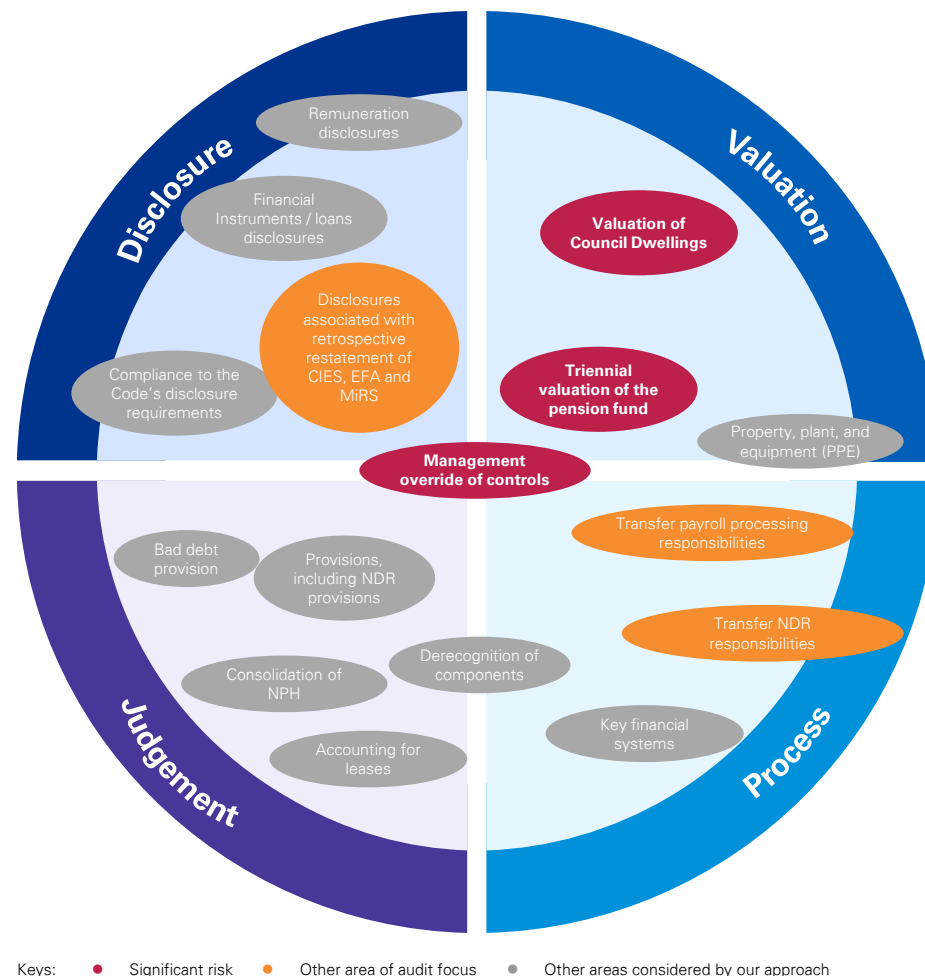 Disclosure
Remuneration
disclosures
Financial
Instruments / loans
disclosures
Disclosures
associated with
retrospective
restatement of
CIES, EFA and
MiRS
Compliance to the
Code's disclosure
requirements
Valuation
Valuation of
Council Dwellings
Triennial
valuation of the
pension fund
Property, plant, and
equipment (PPE)
Management
override of controls
Judgement
Bad debt
provision
Provisions,
including NDR
provisions
Consolidation of
NPH
Derecognition of
components
Accounting for
leases
Process
Transfer payroll processing
responsibilities
Transfer NDR
responsibilities
Key financial
systems
Keys: ● Significant risk ● Other area of audit focus ● Other areas considered by our approach